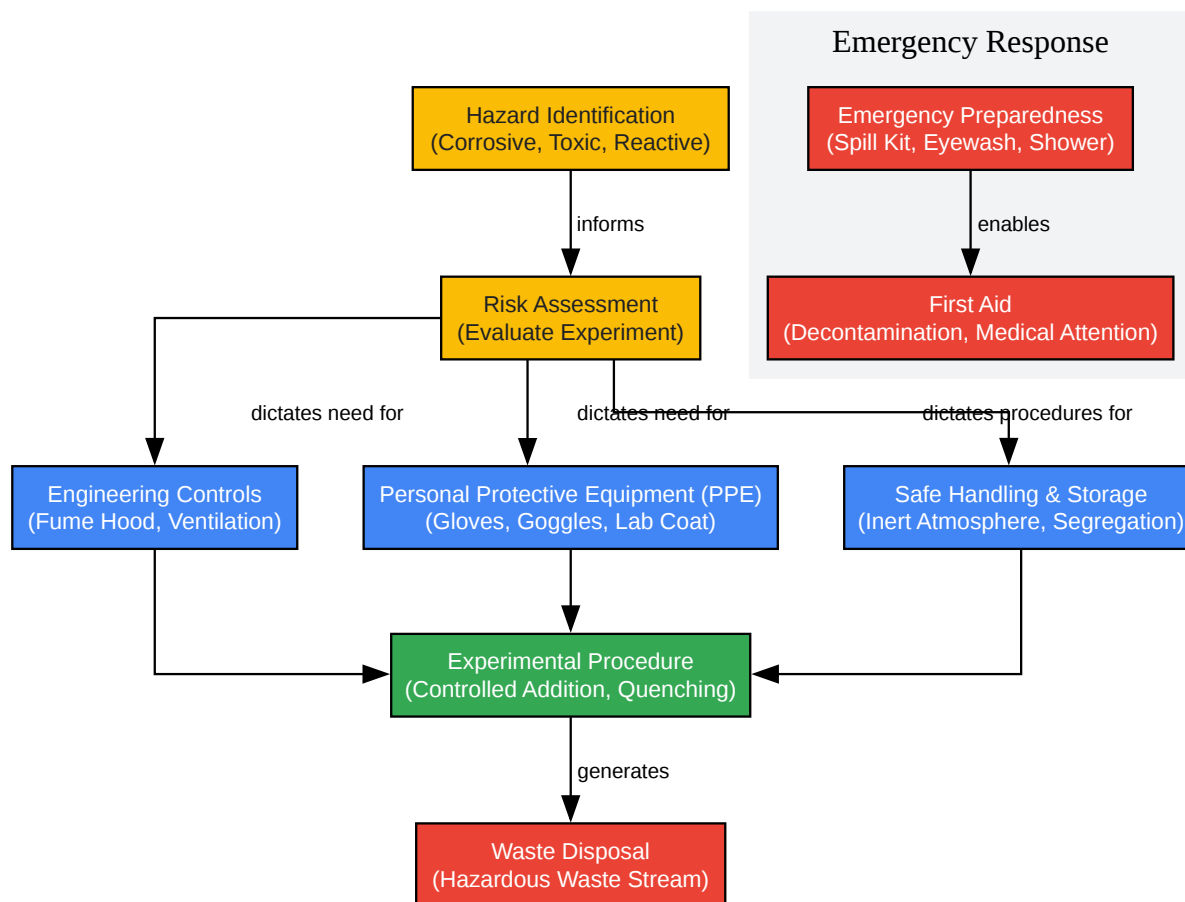 Emergency Response
Hazard Identification
(Corrosive, Toxic, Reactive)
Emergency Preparedness
(Spill Kit, Eyewash, Shower)
informs
enables
Risk Assessment
(Evaluate Experiment)
First Aid
(Decontamination, Medical Attention)
dictates need for
dictates need for
dictates procedures for
Engineering Controls
(Fume Hood, Ventilation)
Personal Protective Equipment (PPE)
(Gloves, Goggles, Lab Coat)
Safe Handling & Storage
(Inert Atmosphere, Segregation)
Experimental Procedure
(Controlled Addition, Quenching)
generates
Waste Disposal
(Hazardous Waste Stream)